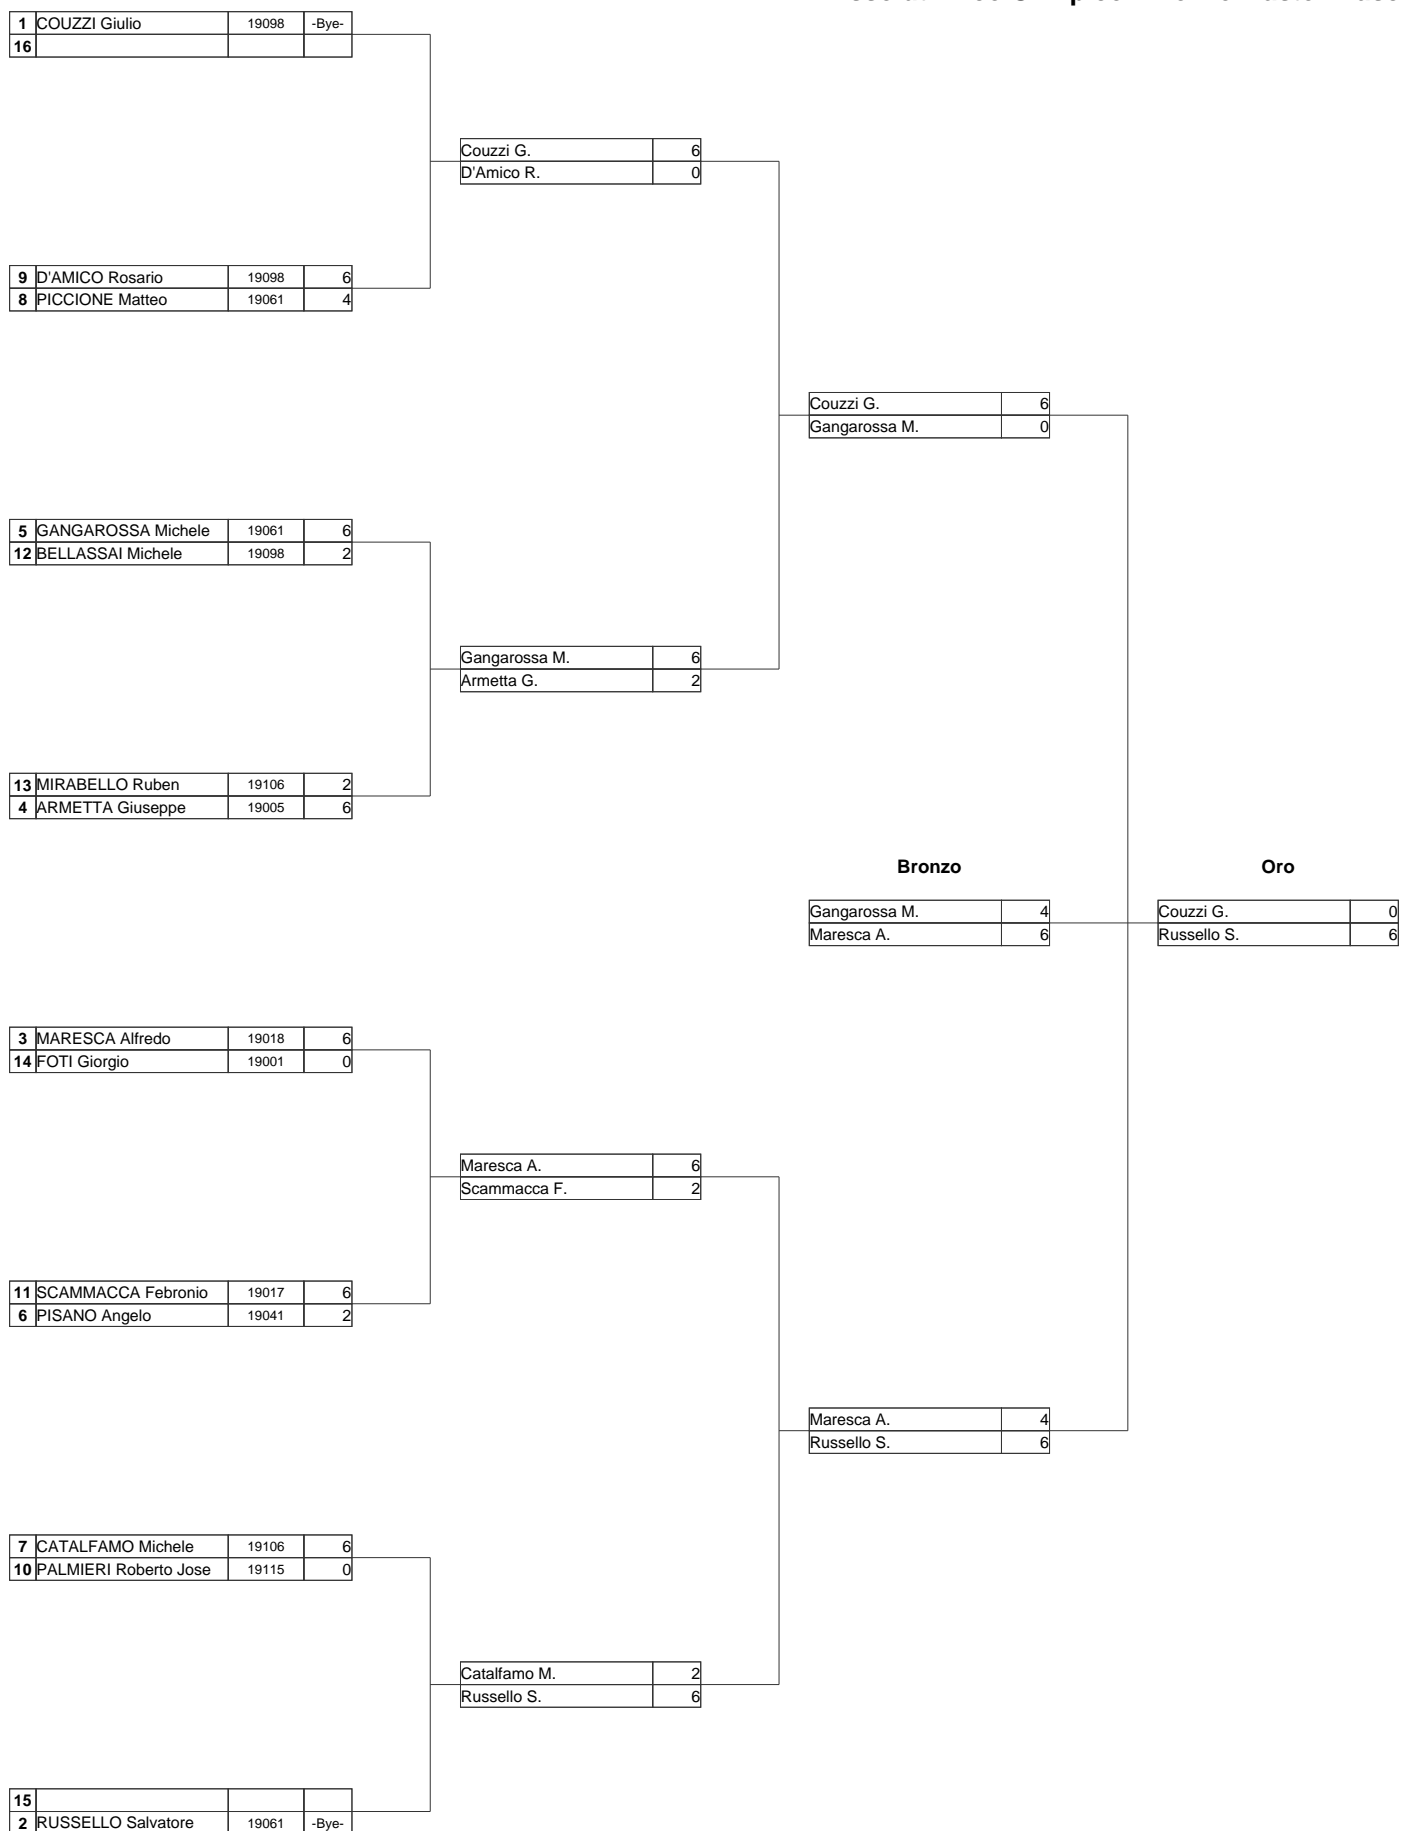 1 COUZZI Giulio 19098 -Bye-
16
Couzzi G. 6
D'Amico R. 0
9 D'AMICO Rosario 19098 6
8 PICCIONE Matteo 19061 4
Couzzi G. 6
Gangarossa M. 0
5 GANGAROSSA Michele 19061 6
12 BELLASSAI Michele 19098 2
Gangarossa M. 6
Armetta G. 2
13 MIRABELLO Ruben 19106 2
4 ARMETTA Giuseppe 19005 6
Bronzo Oro
Gangarossa M. 4 Couzzi G. 0
Maresca A. 6 Russello S. 6
3 MARESCA Alfredo 19018 6
14 FOTI Giorgio 19001 0
Maresca A. 6
Scammacca F. 2
11 SCAMMACCA Febronio 19017 6
6 PISANO Angelo 19041 2
Maresca A. 4
Russello S. 6
7 CATALFAMO Michele 19106 6
10 PALMIERI Roberto Jose 19115 0
Catalfamo M. 2
Russello S. 6
15
2 RUSSELLO Salvatore 19061 -Bye-